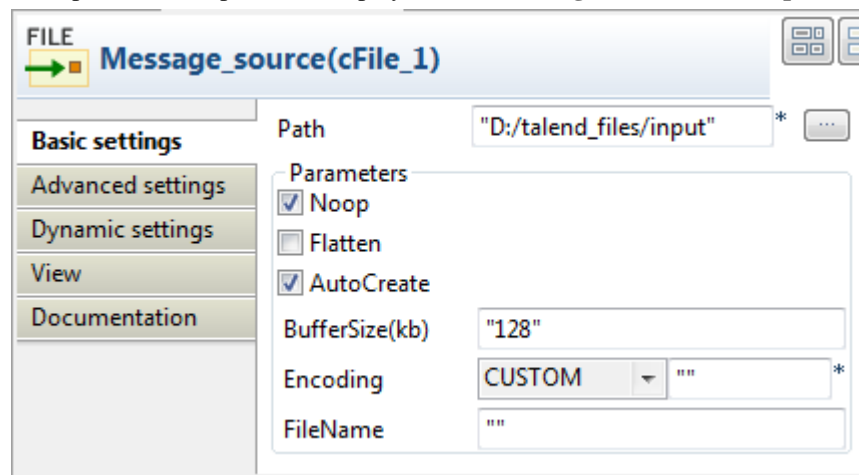 FILE
Message_source(cFile_1)
Basic settings
Advanced settings
Dynamic settings
View
Documentation
Path "D:/talend_files/input" * ...
Parameters
Noop
Flatten
AutoCreate
BufferSize(kb) "128"
Encoding CUSTOM "" *
FileName ""